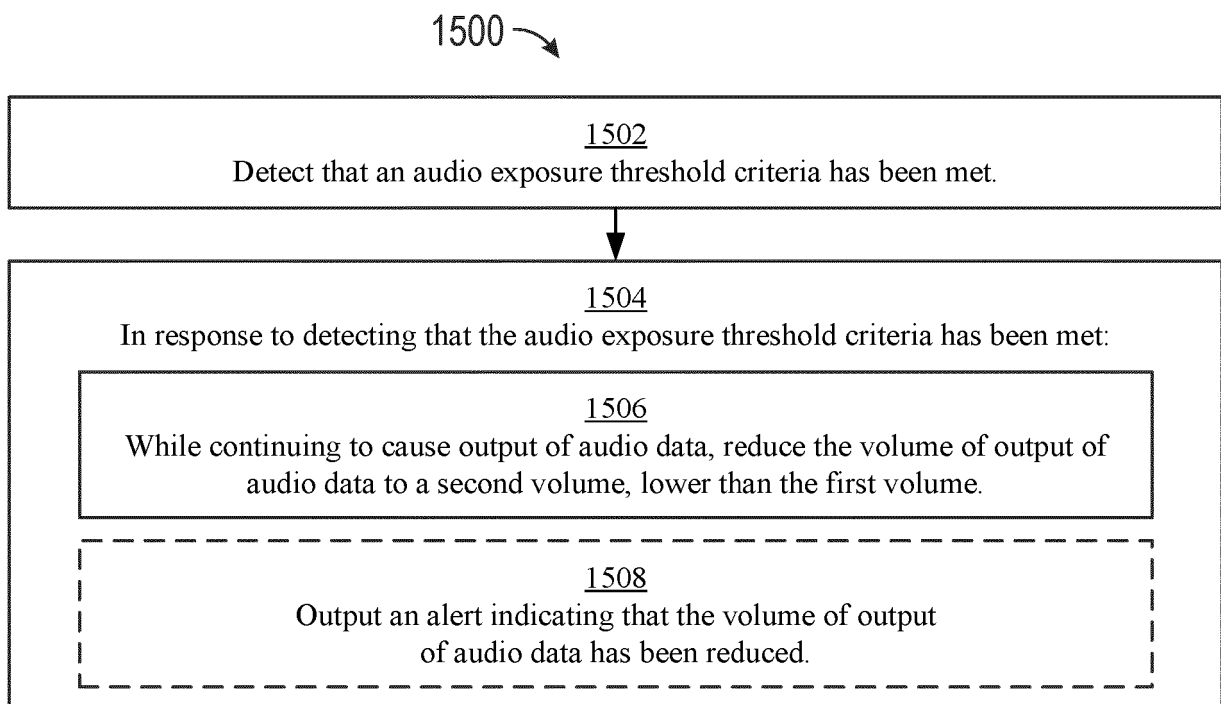 1500
1502
Detect that an audio exposure threshold criteria has been met.
1504
In response to detecting that the audio exposure threshold criteria has been met:
1506
While continuing to cause output of audio data, reduce the volume of output of
audio data to a second volume, lower than the first volume.
1508
Output an alert indicating that the volume of output
of audio data has been reduced.